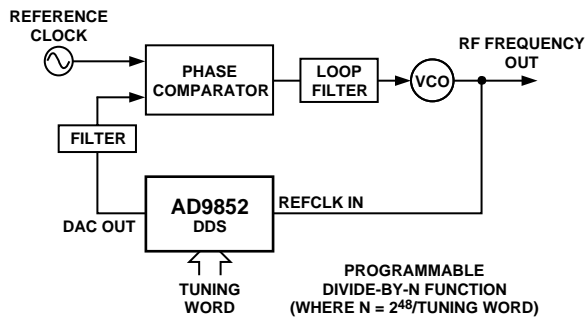 REFERENCE
CLOCK
PHASE
COMPARATOR
LOOP
FILTER
VCO
RF FREQUENCY
OUT
FILTER
DAC OUT
AD9852
DDS
REFCLK IN
TUNING
WORD
PROGRAMMABLE
DIVIDE-BY-N FUNCTION
(WHERE N = 2⁴⁸/TUNING WORD)